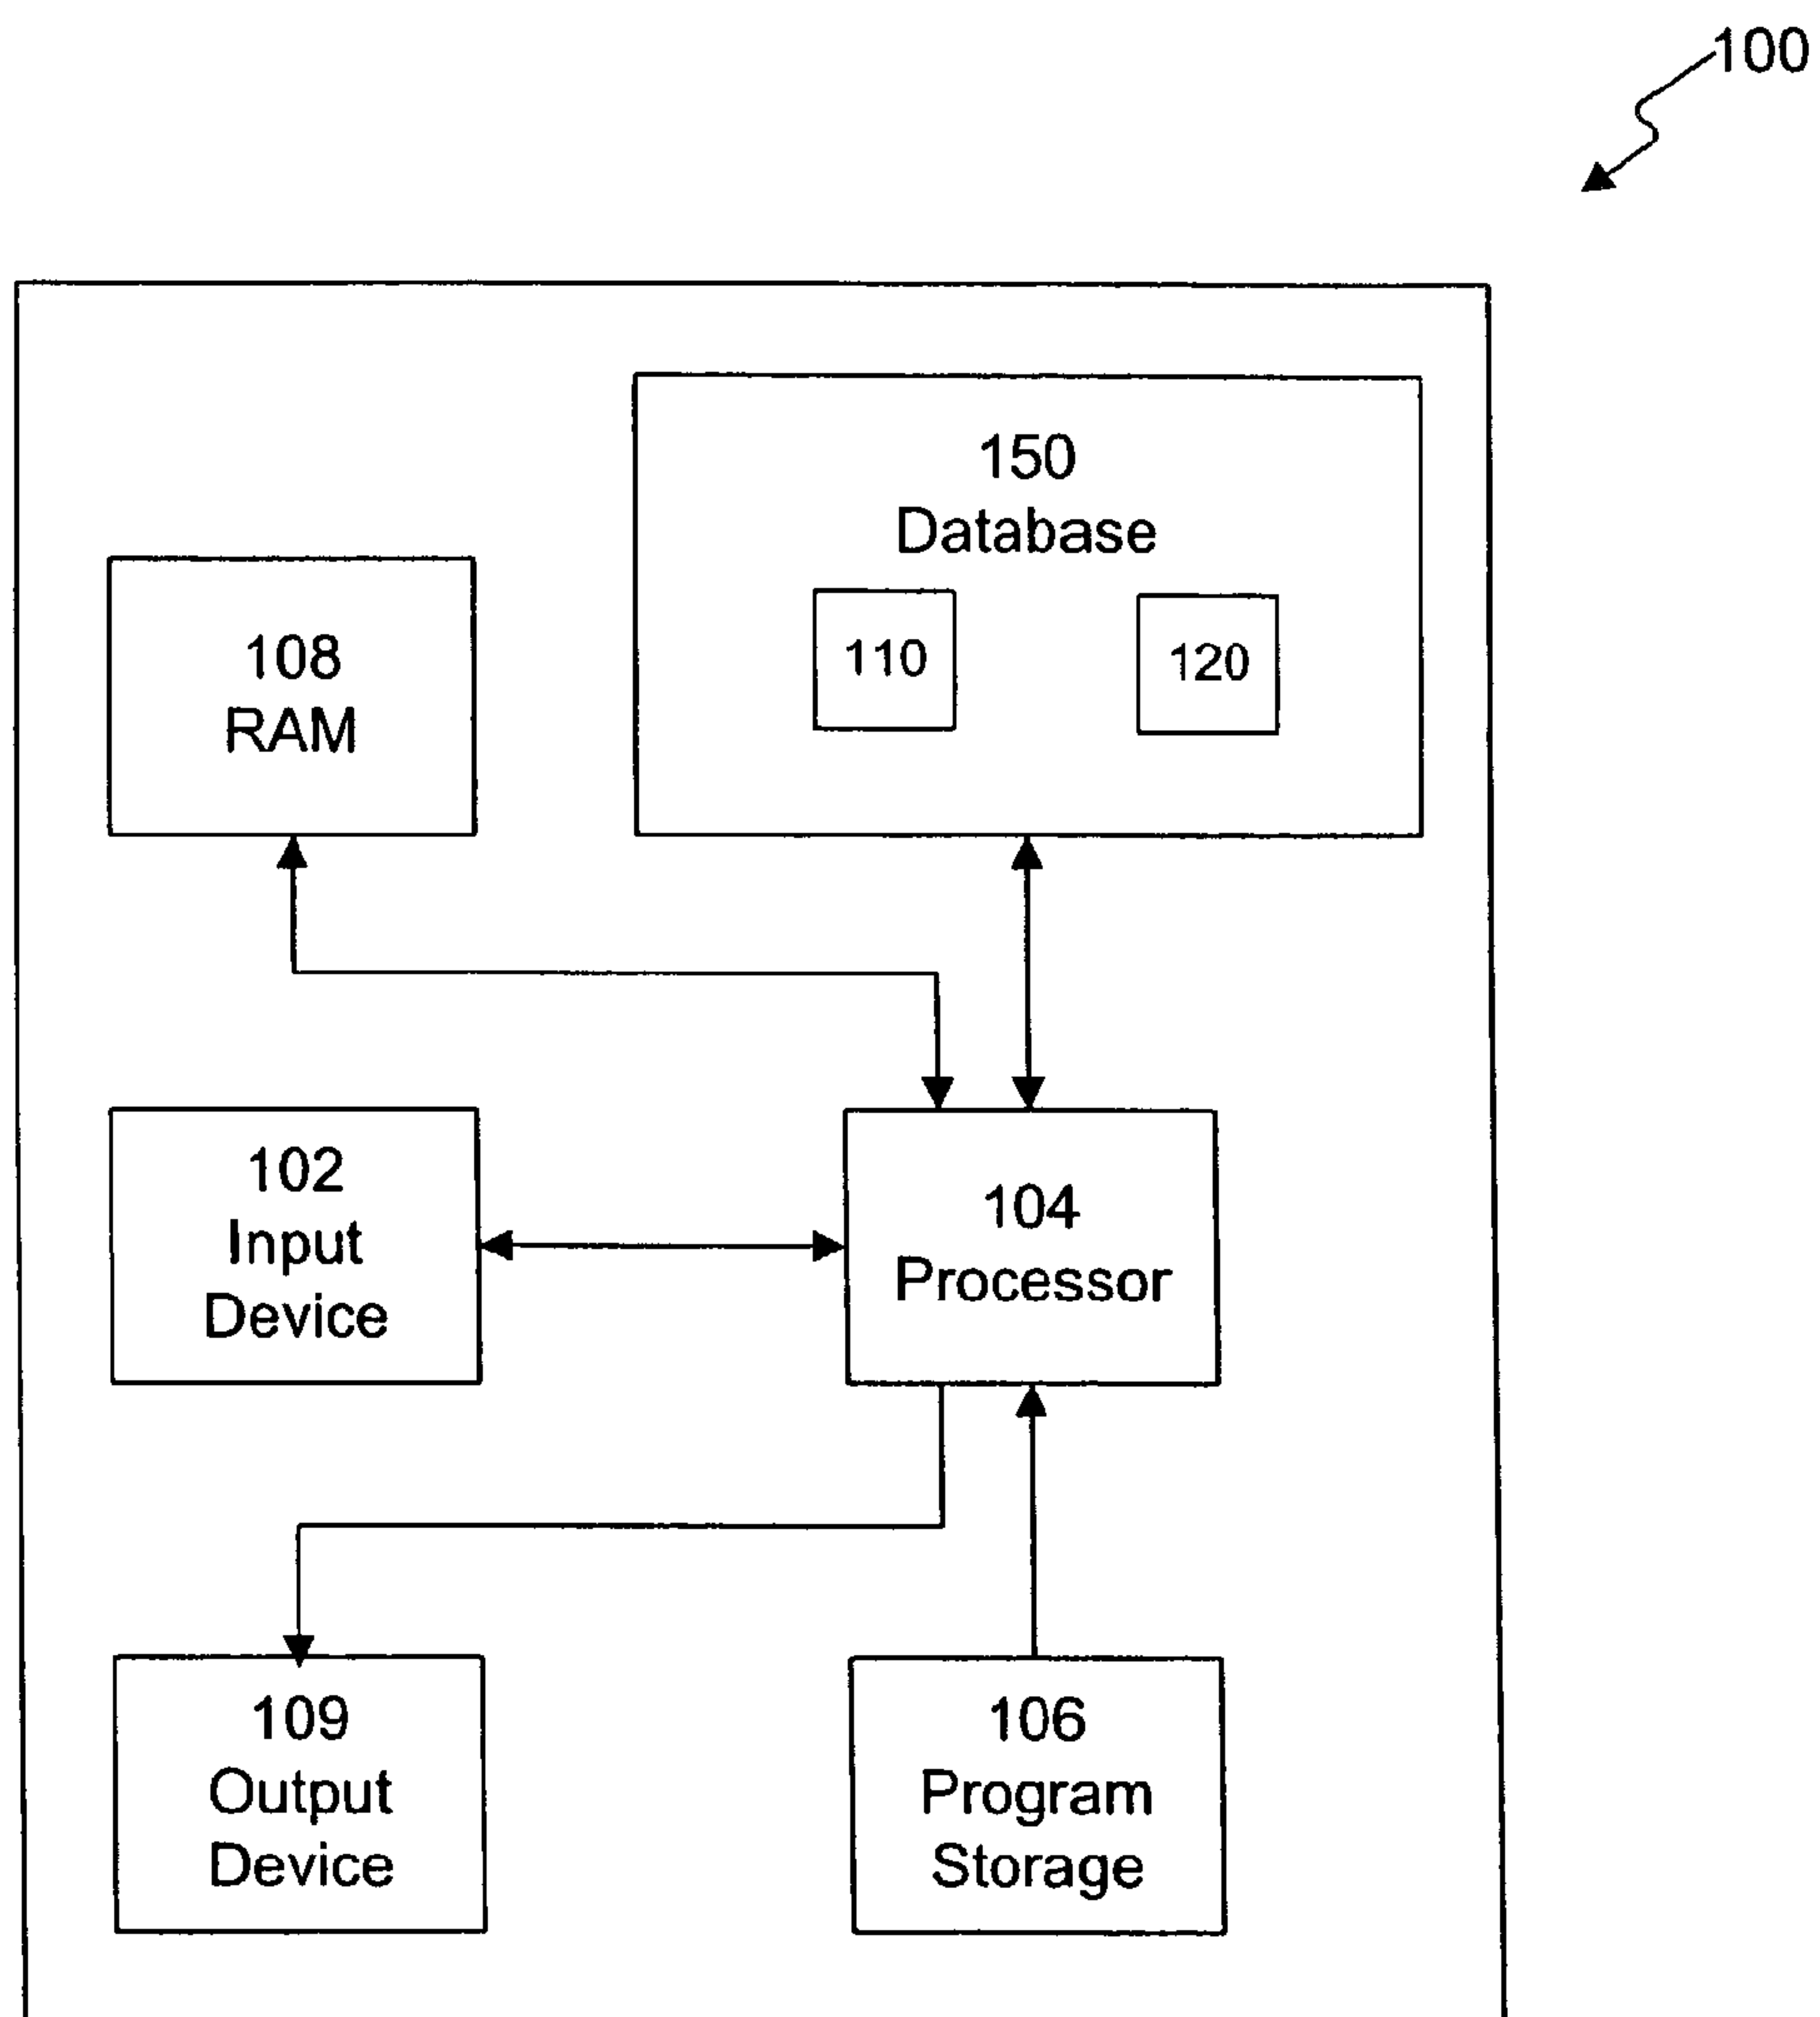 100
150
Database
110
120
108
RAM
102
Input
Device
104
Processor
109
Output
Device
106
Program
Storage